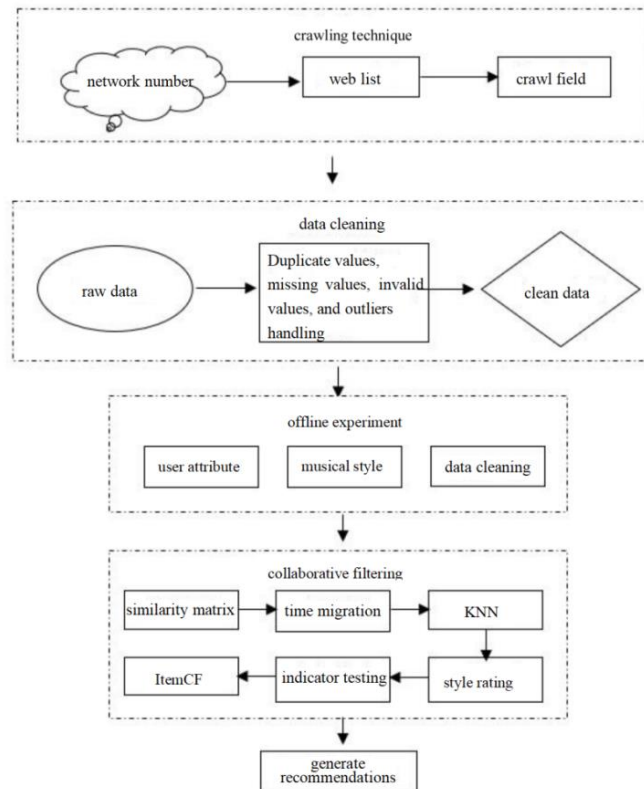 crawling technique
network number
web list
crawl field
data cleaning
raw data
Duplicate values,
missing values, invalid
values, and outliers
handling
clean data
offline experiment
user attribute
musical style
data cleaning
collaborative filtering
similarity matrix
time migration
KNN
ItemCF
indicator testing
style rating
generate
recommendations